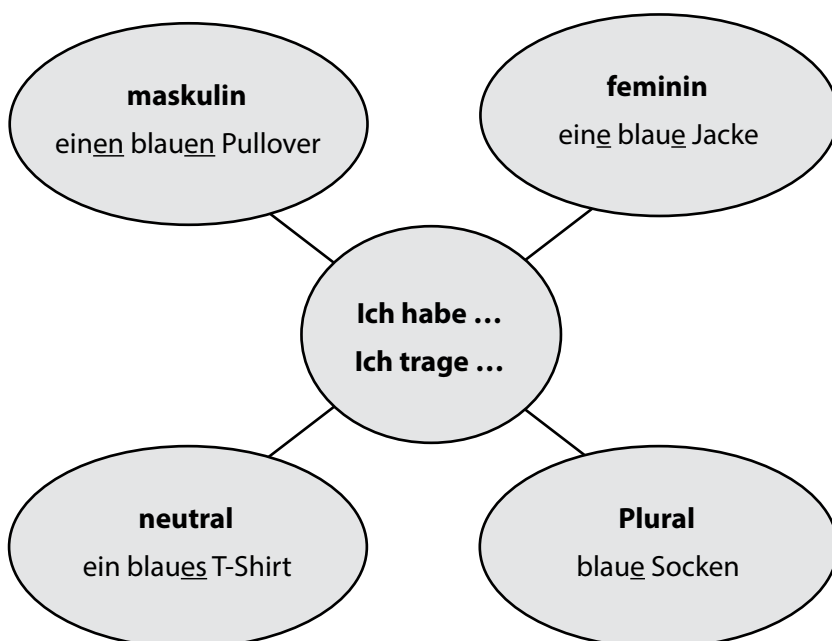 maskulin
einen blauen Pullover
feminin
eine blaue Jacke
Ich habe …
Ich trage …
neutral
ein blaues T-Shirt
Plural
blaue Socken